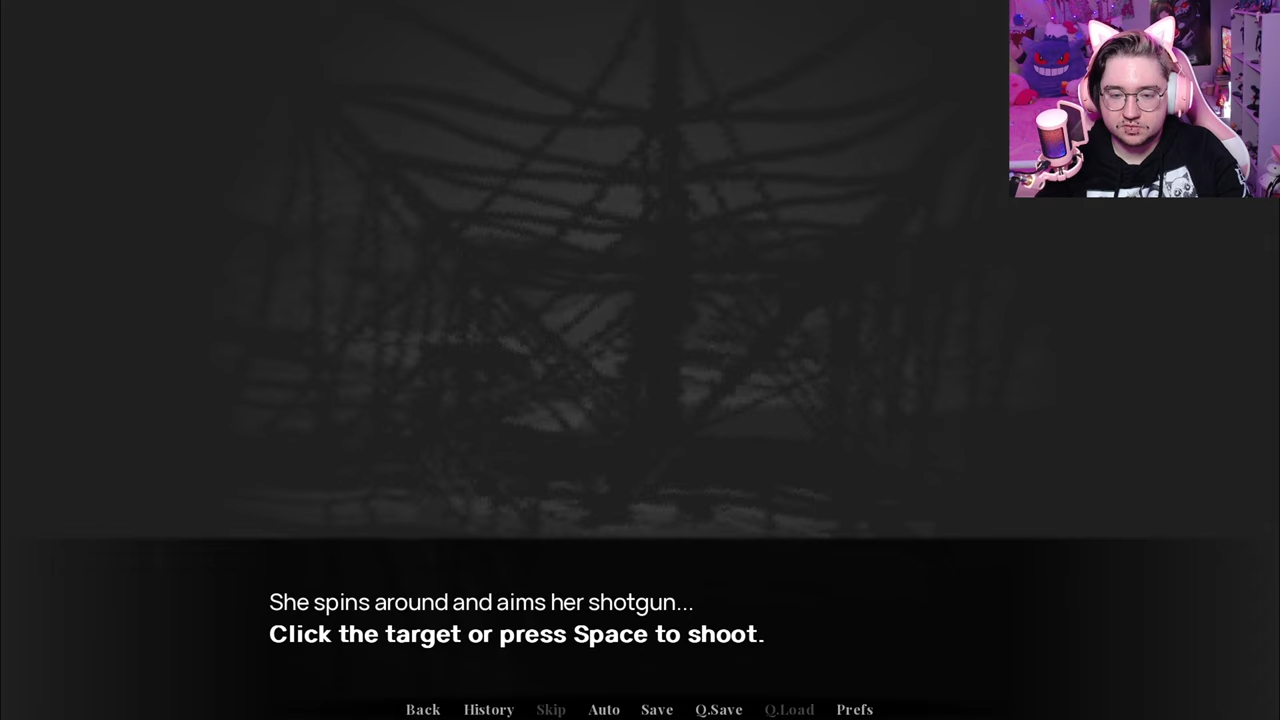 She spins around and aims her shotgun...
Click the target or press Space to shoot.
Back History Skip Auto Save Q.Save Q.Load Prefs